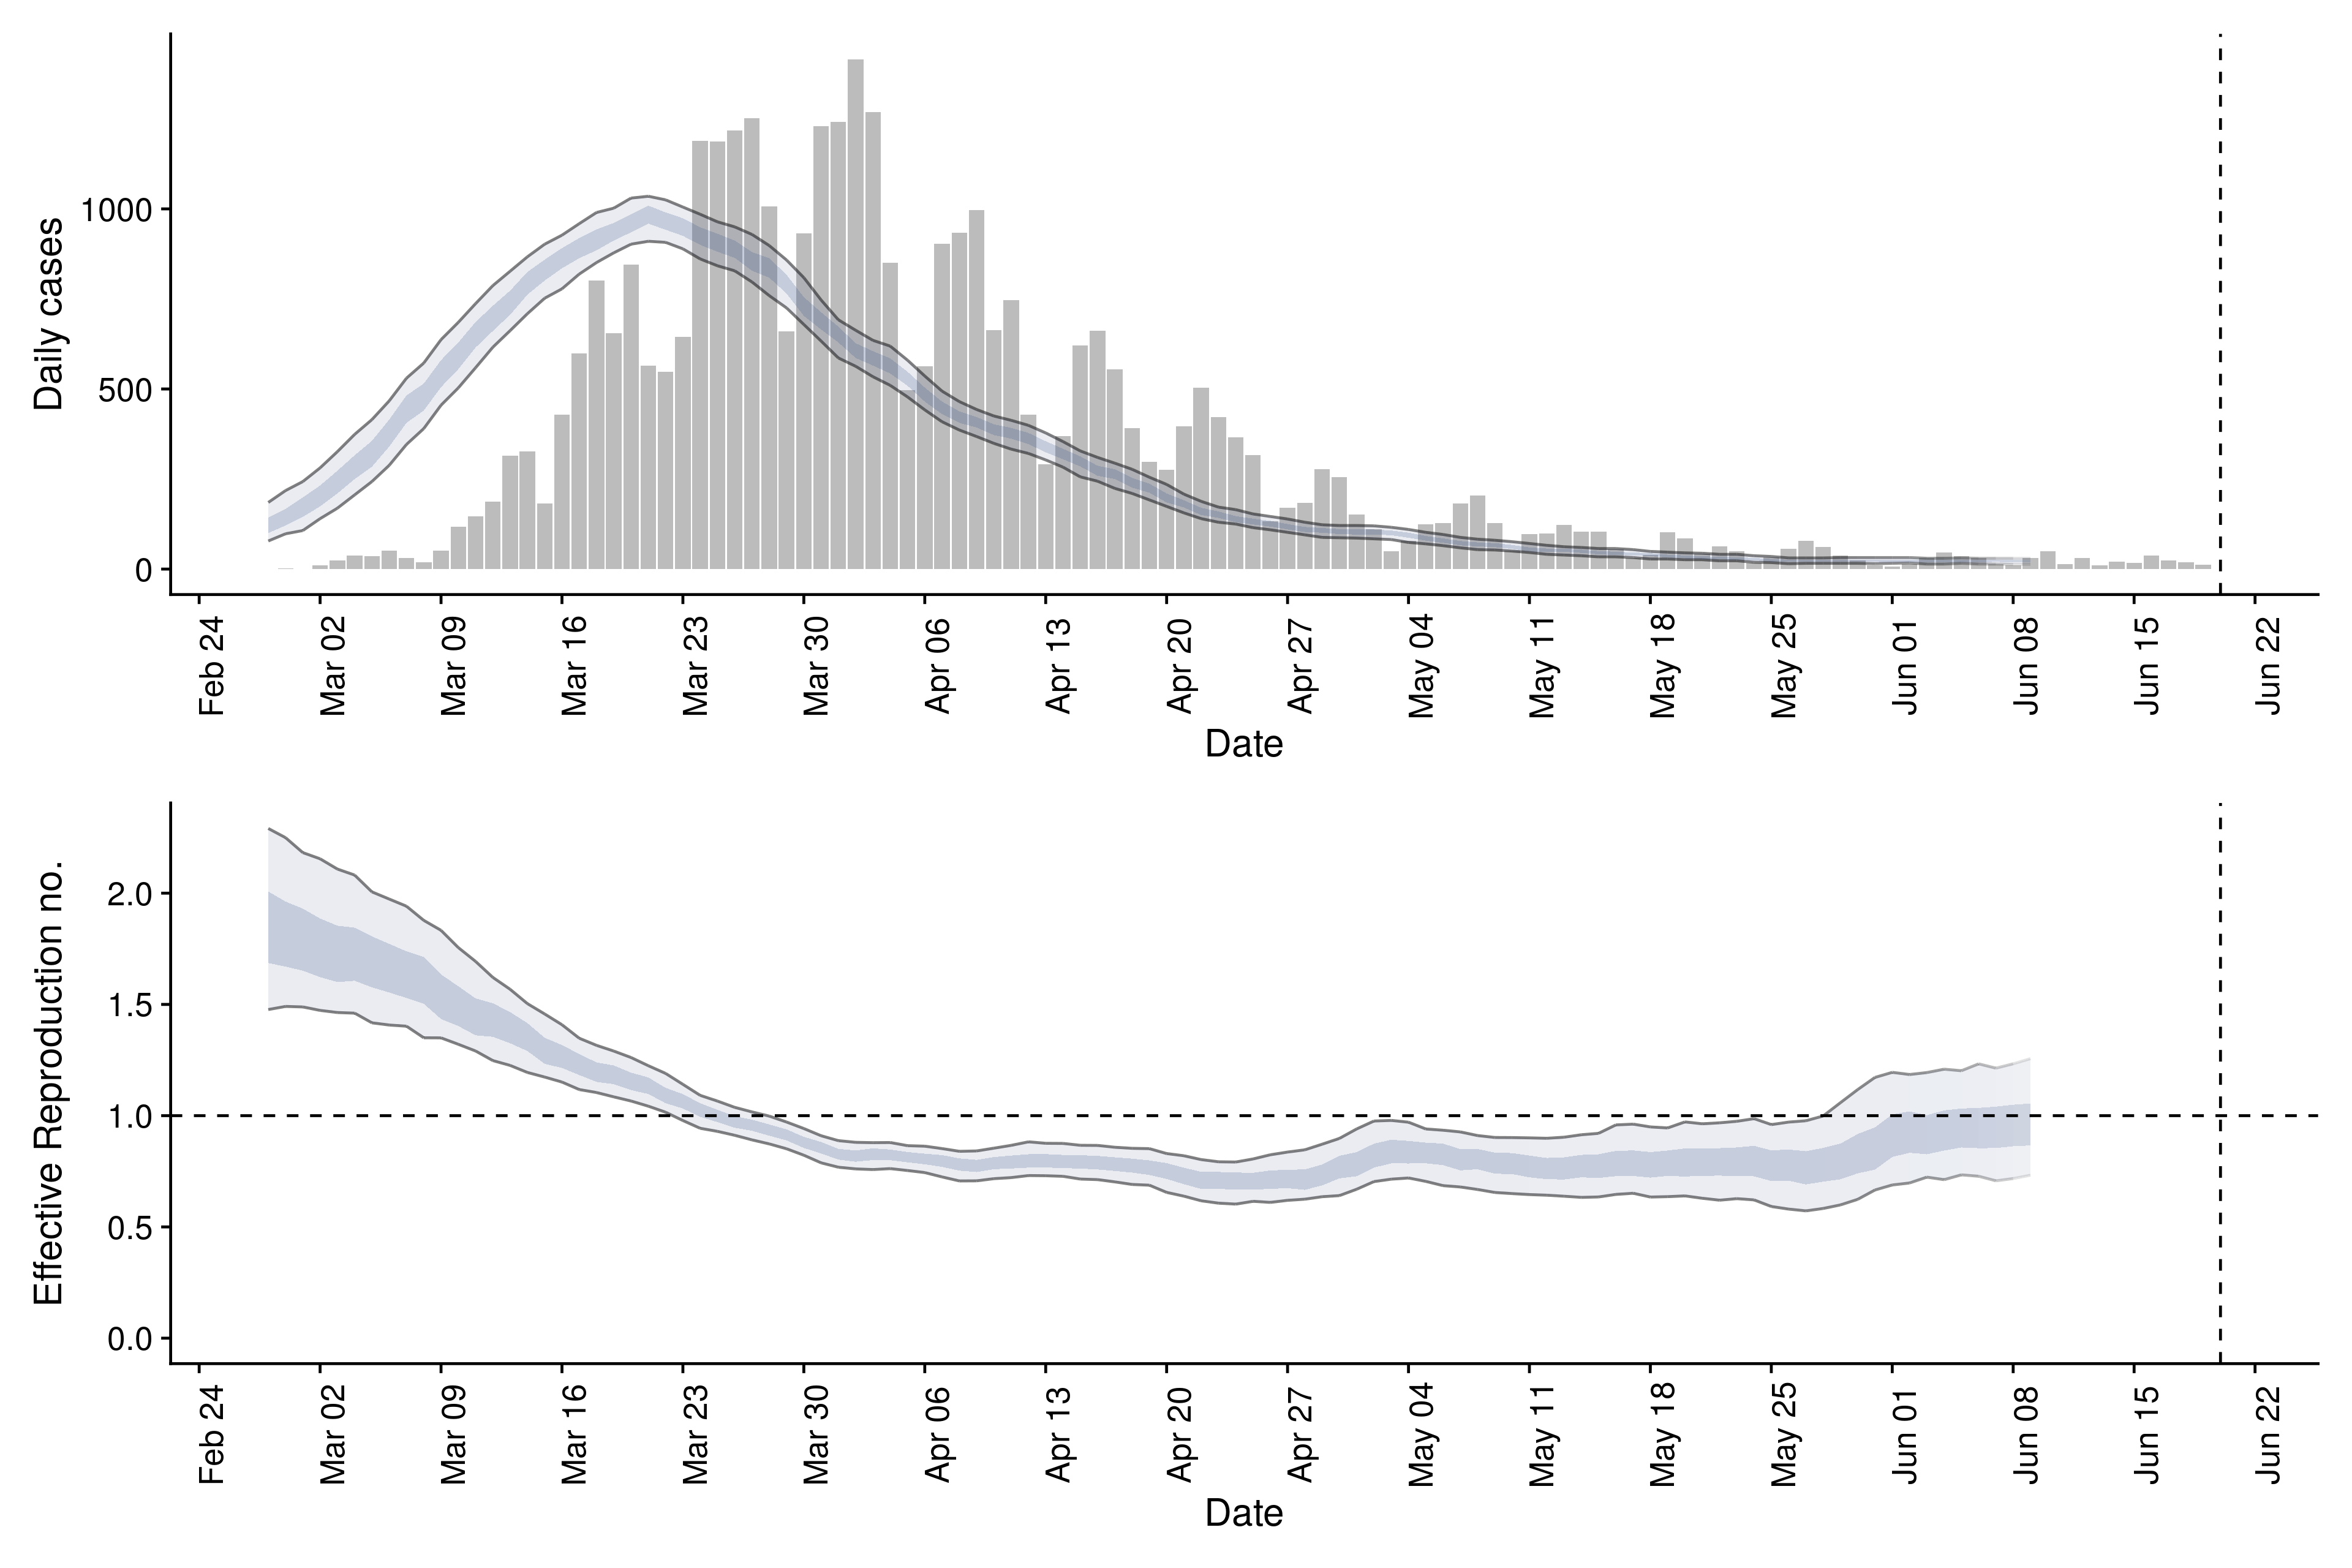 Daily cases
1000
500
0
Feb 24
Mar 02
Mar 09
Mar 16
Mar 23
Mar 30
Apr 06
Apr 13
Apr 20
Apr 27
May 04
May 11
May 18
May 25
Jun 01
Jun 08
Jun 15
Jun 22
Date
Effective Reproduction no.
2.0
1.5
1.0
0.5
0.0
Feb 24
Mar 02
Mar 09
Mar 16
Mar 23
Mar 30
Apr 06
Apr 13
Apr 20
Apr 27
May 04
May 11
May 18
May 25
Jun 01
Jun 08
Jun 15
Jun 22
Date